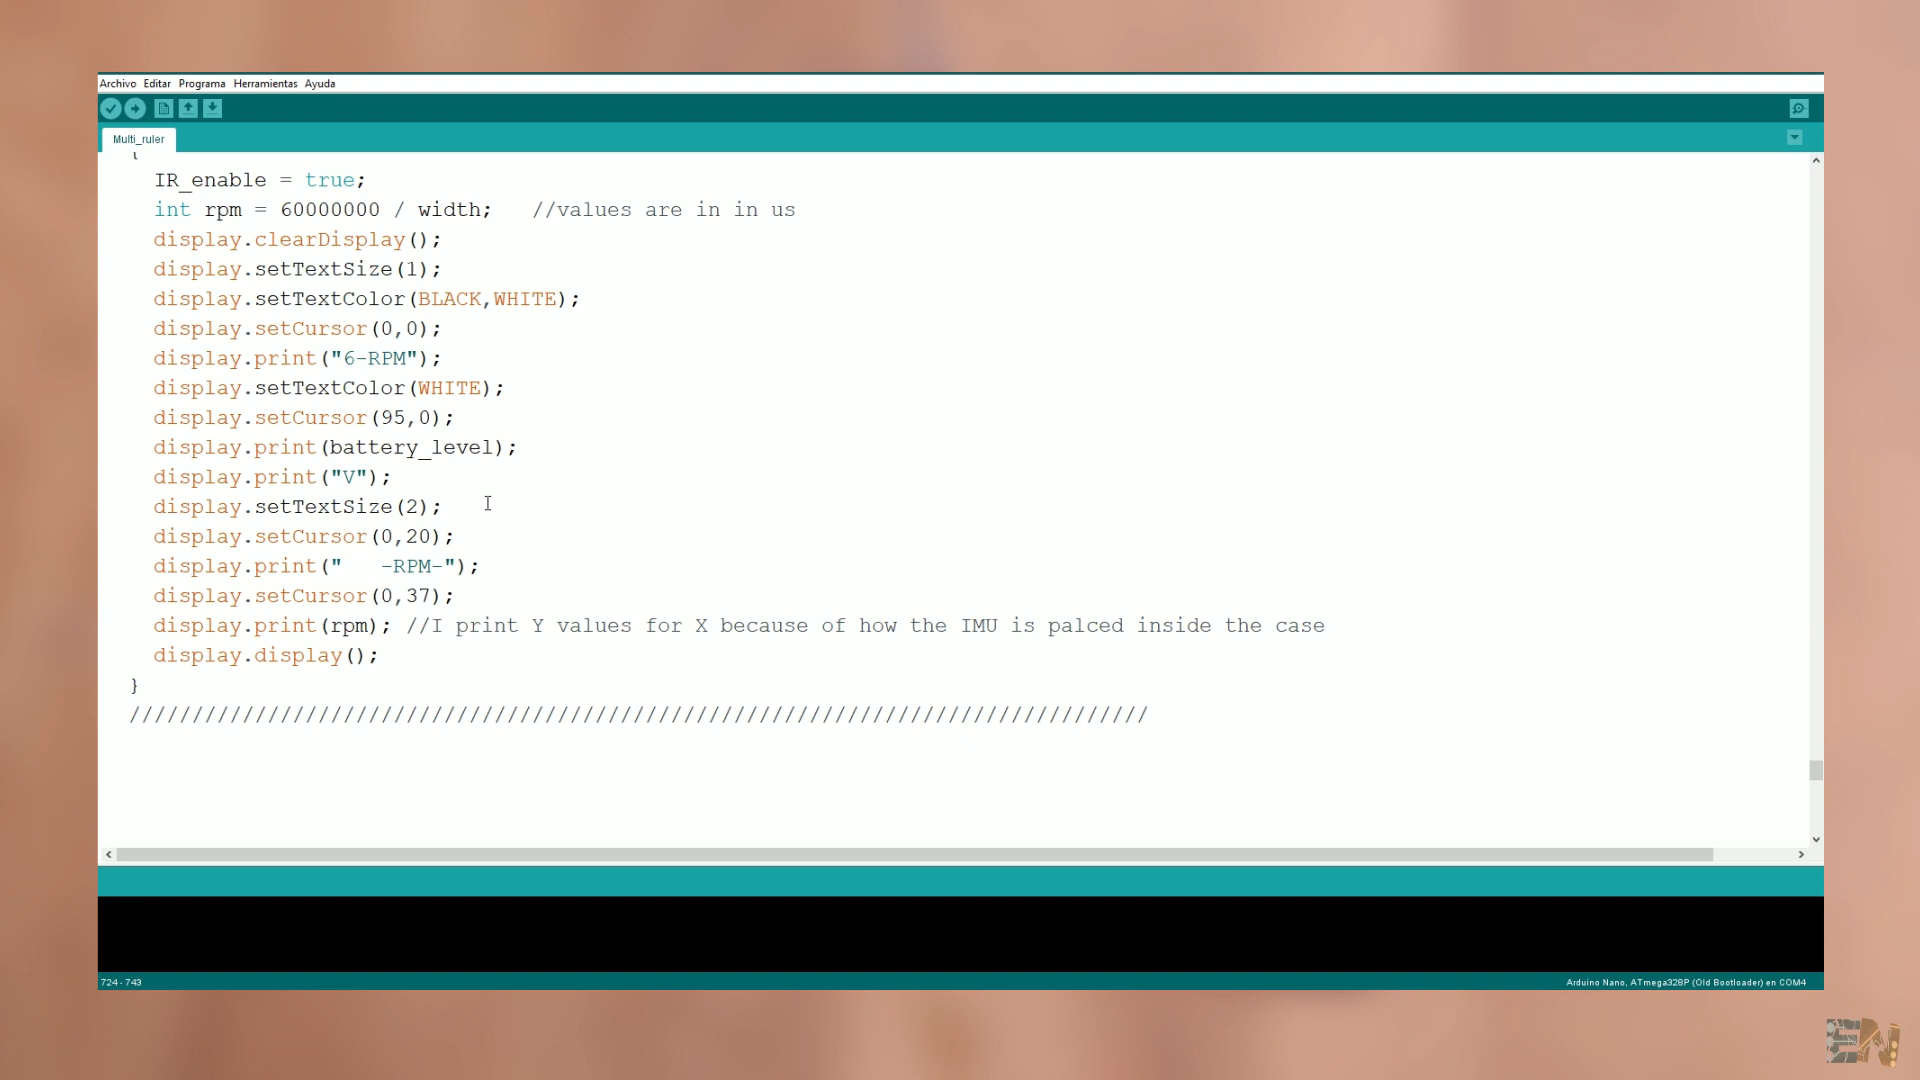 Archivo Editar Programa Herramientas Ayuda
Multi_ruler
{
IR_enable = true;
int rpm = 60000000 / width;   //values are in in us
display.clearDisplay();
display.setTextSize(1);
display.setTextColor(BLACK,WHITE);
display.setCursor(0,0);
display.print("6-RPM");
display.setTextColor(WHITE);
display.setCursor(95,0);
display.print(battery_level);
display.print("V");
display.setTextSize(2);
display.setCursor(0,20);
display.print("   -RPM-");
display.setCursor(0,37);
display.print(rpm); //I print Y values for X because of how the IMU is palced inside the case
display.display();
}
/////////////////////////////////////////////////////////////////////////////////
724 - 743
Arduino Nano, ATmega328P (Old Bootloader) en COM4
EN